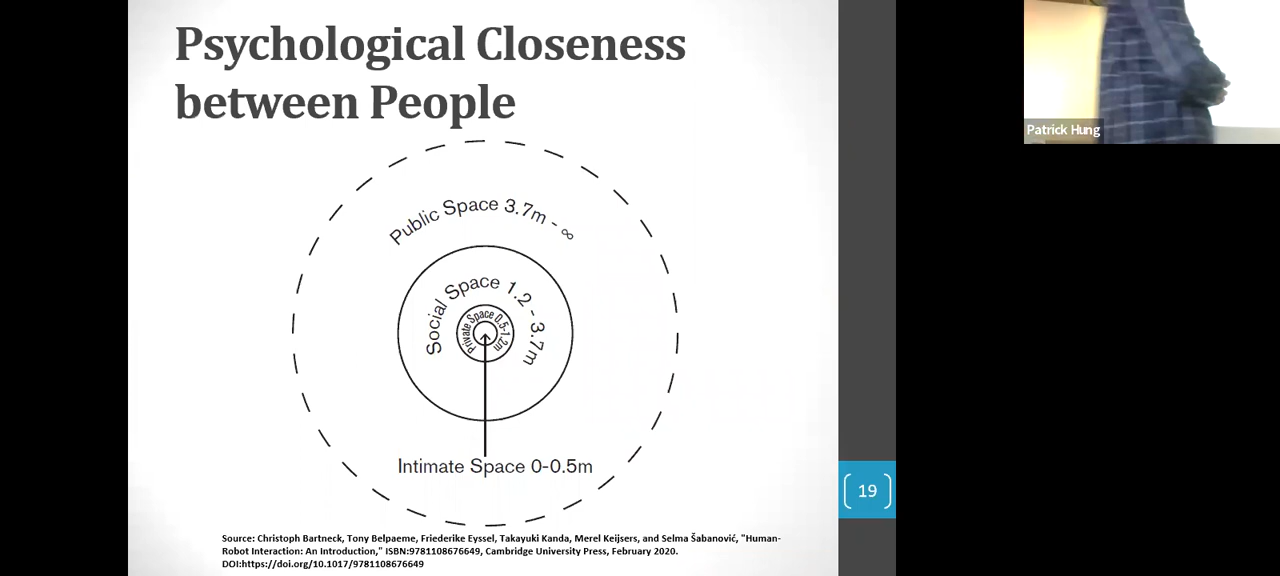 Psychological Closeness
between People
Patrick Hung
Public Space 3.7m - ∞
Social Space 1.2 - 3.7m
Private Space 0.5-1.2m
Intimate Space 0-0.5m
19
Source: Christoph Bartneck, Tony Belpaeme, Friederike Eyssel, Takayuki Kanda, Merel Keijsers, and Selma Šabanović, "Human-
Robot Interaction: An Introduction," ISBN:9781108676649, Cambridge University Press, February 2020.
DOI:https://doi.org/10.1017/9781108676649